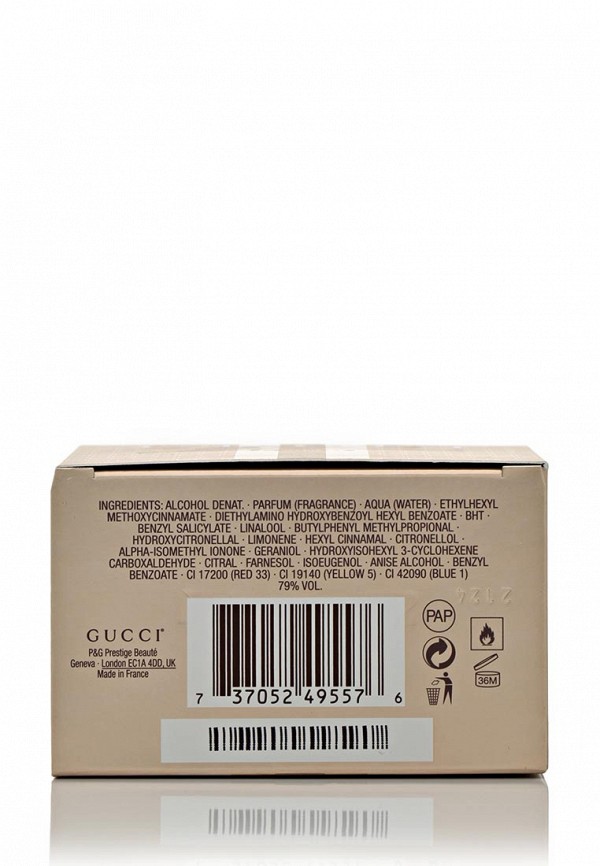 INGREDIENTS: ALCOHOL DENAT. · PARFUM (FRAGRANCE) · AQUA (WATER) · ETHYLHEXYL
METHOXYCINNAMATE · DIETHYLAMINO HYDROXYBENZOYL HEXYL BENZOATE · BHT ·
BENZYL SALICYLATE · LINALOOL · BUTYLPHENYL METHYLPROPIONAL ·
HYDROXYCITRONELLAL · LIMONENE · HEXYL CINNAMAL · CITRONELLOL ·
ALPHA-ISOMETHYL IONONE · GERANIOL · HYDROXYISOHEXYL 3-CYCLOHEXENE
CARBOXALDEHYDE · CITRAL · FARNESOL · ISOEUGENOL · ANISE ALCOHOL · BENZYL
BENZOATE · CI 17200 (RED 33) · CI 19140 (YELLOW 5) · CI 42090 (BLUE 1)
79% VOL.
2124
PAP
GUCCI®
P&G Prestige Beauté
Geneva · London EC1A 4DD, UK
Made in France
36M
7 37052 49557 6